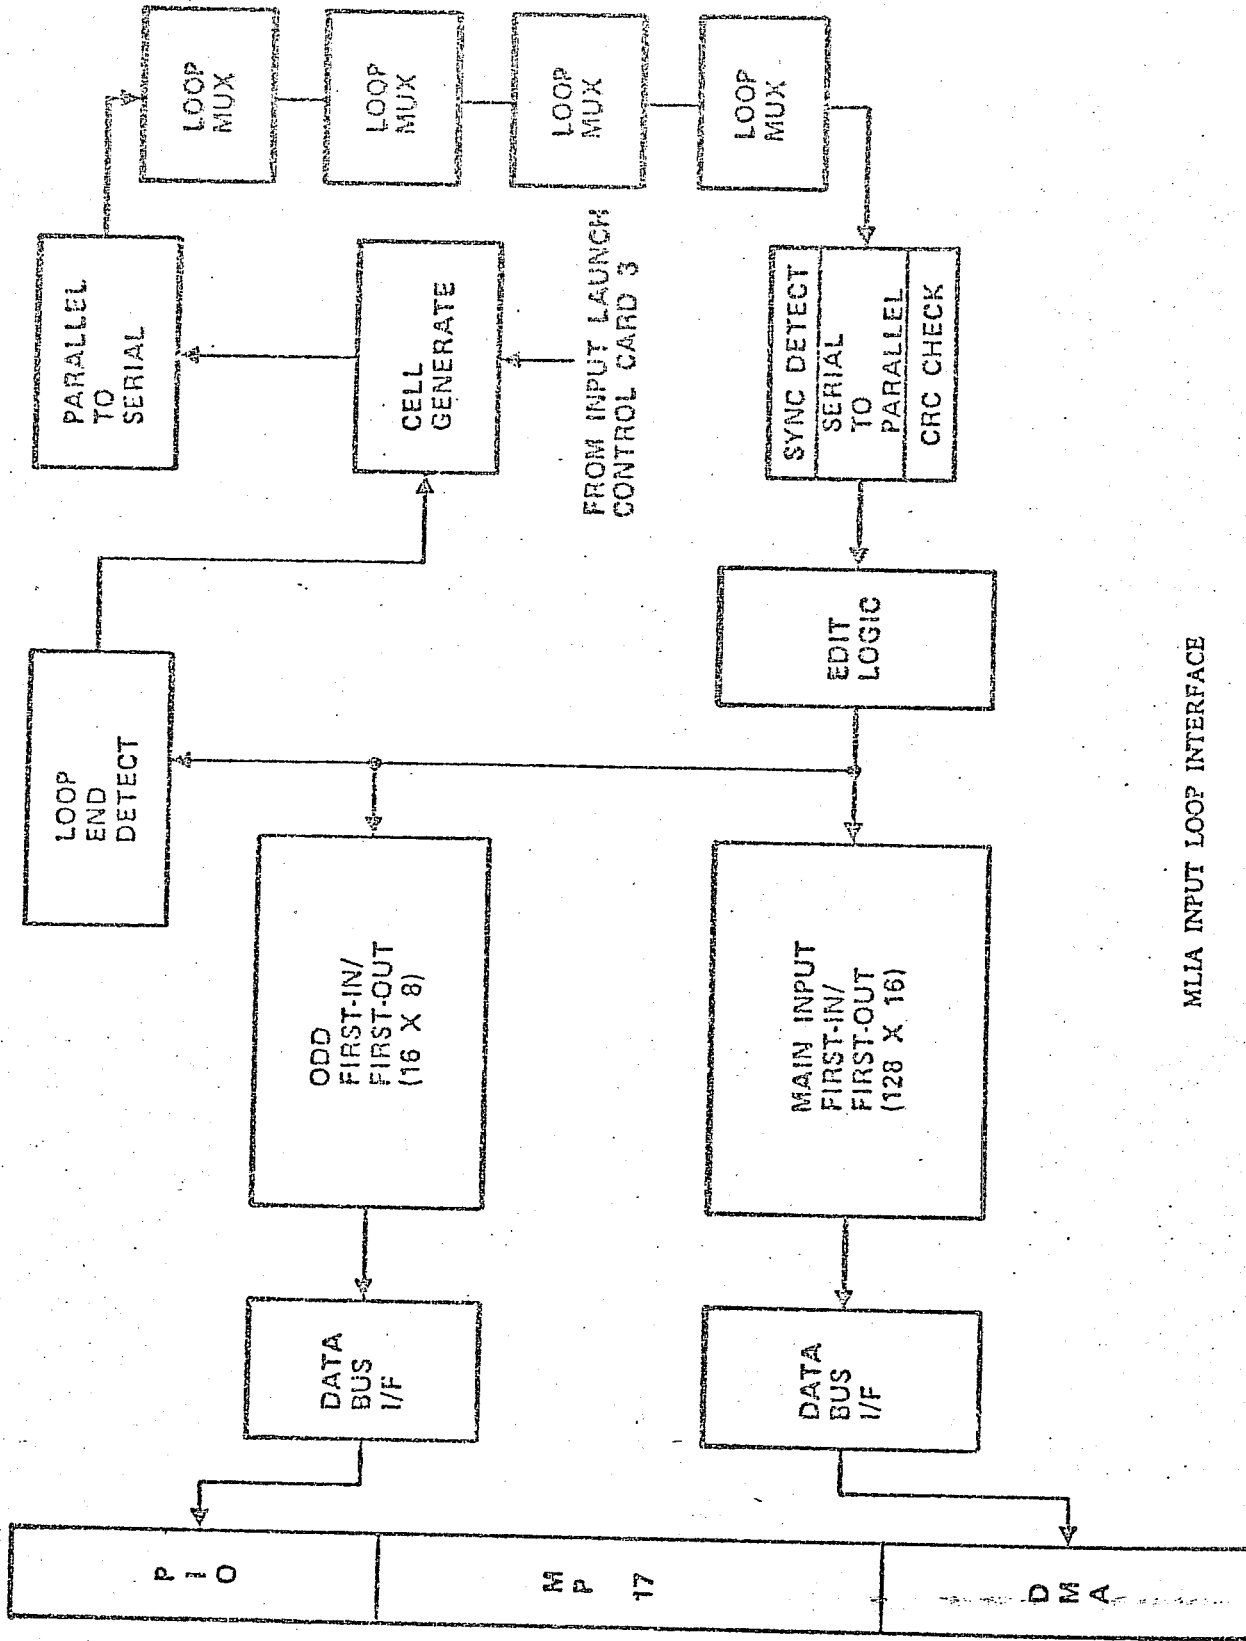 LOOP
MUX
LOOP
MUX
LOOP
MUX
LOOP
MUX
PARALLEL
TO
SERIAL
CELL
GENERATE
FROM INPUT LAUNCH
CONTROL CARD 3
SYNC DETECT
SERIAL
TO
PARALLEL
CRC CHECK
LOOP
END
DETECT
EDIT
LOGIC
ODD
FIRST-IN/
FIRST-OUT
(16 X 8)
MAIN INPUT
FIRST-IN/
FIRST-OUT
(128 X 16)
DATA
BUS
I/F
DATA
BUS
I/F
P
I
O
M
P
17
D
M
A
MLIA INPUT LOOP INTERFACE